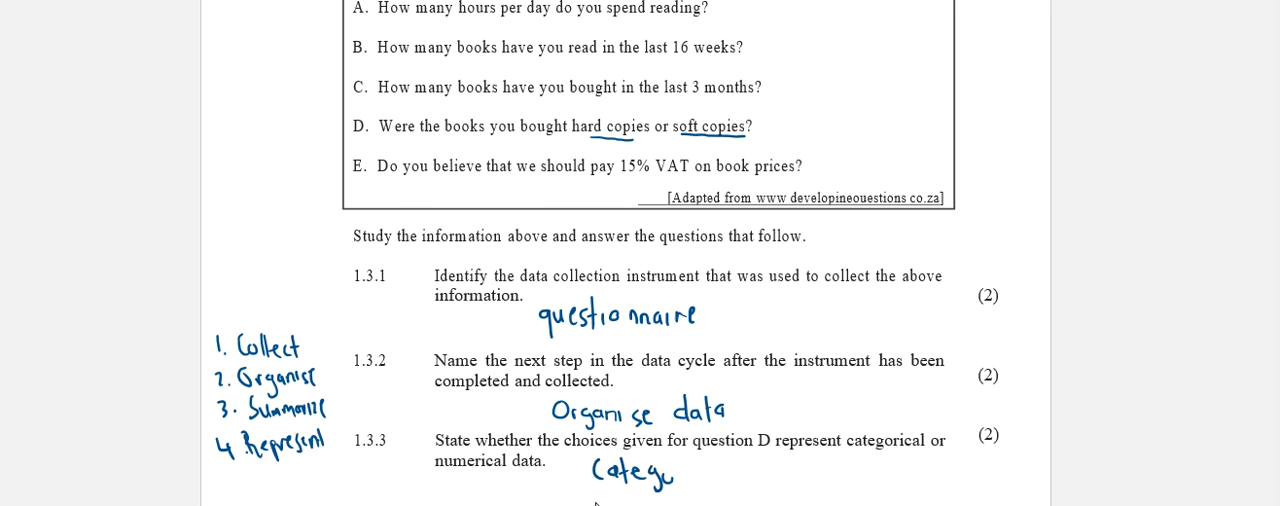 A. How many hours per day do you spend reading?
B. How many books have you read in the last 16 weeks?
C. How many books have you bought in the last 3 months?
D. Were the books you bought hard copies or soft copies?
E. Do you believe that we should pay 15% VAT on book prices?
[Adapted from www developineouestions co.za]
Study the information above and answer the questions that follow.
1.3.1 Identify the data collection instrument that was used to collect the above
information. (2)
questionnaire
1. Collect
2. Organise
3. Summarize
4 Represent
1.3.2 Name the next step in the data cycle after the instrument has been
completed and collected. (2)
Organise data
1.3.3 State whether the choices given for question D represent categorical or (2)
numerical data.
Catego